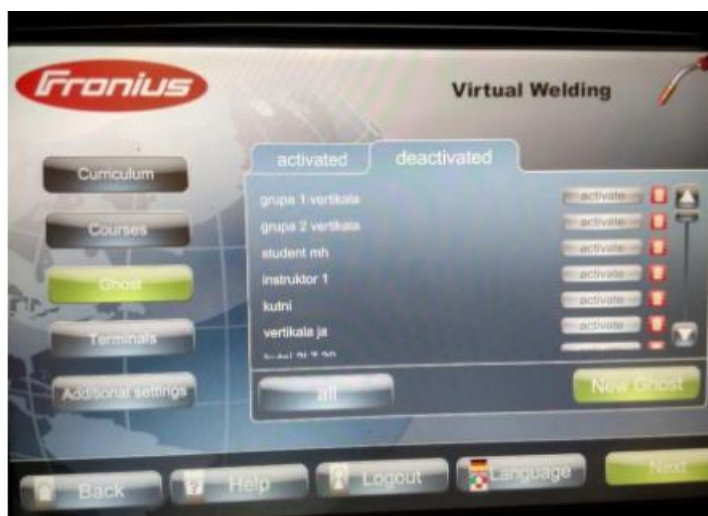 Fronius
Virtual Welding
activated
deactivated
Curriculum
Courses
Ghost
Terminals
Additional settings
grupa 1 vertikala activate
grupa 2 vertikala activate
student mh activate
instruktor 1 activate
kutni activate
vertikala ja activate
all
New Ghost
Back
Help
Logout
Language
Next